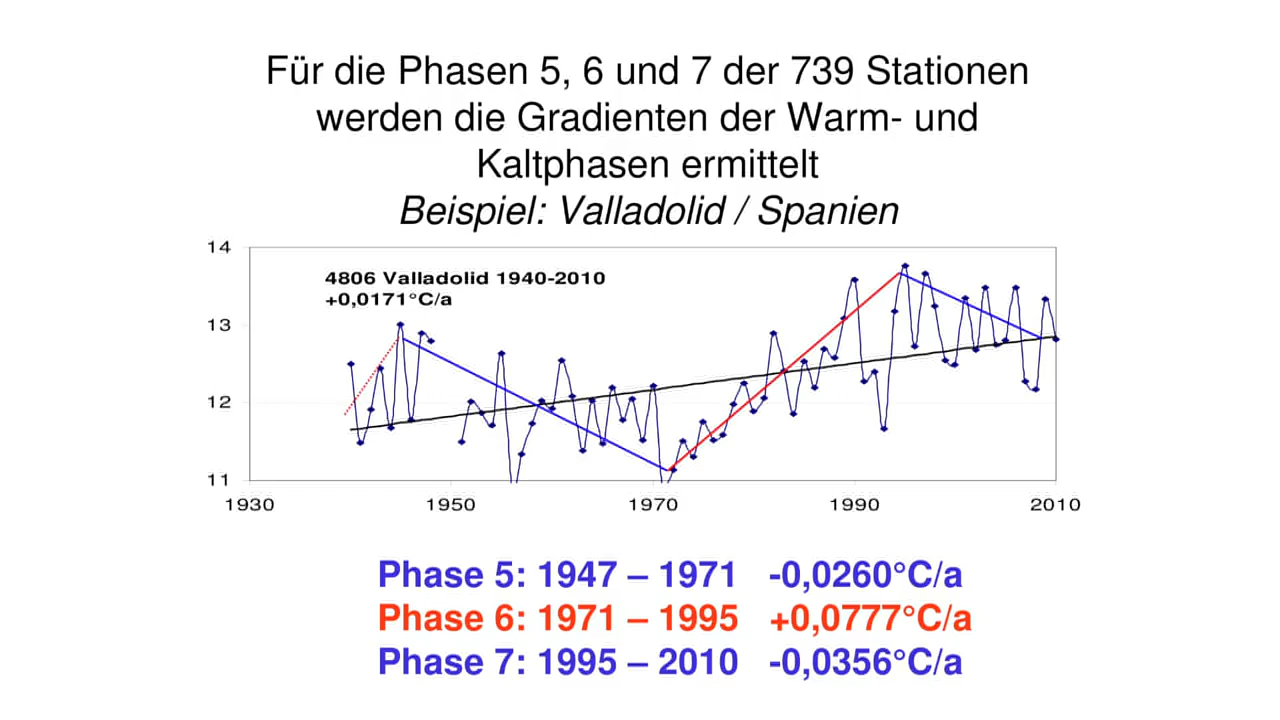 Für die Phasen 5, 6 und 7 der 739 Stationen
werden die Gradienten der Warm- und
Kaltphasen ermittelt
Beispiel: Valladolid / Spanien
14
4806 Valladolid 1940-2010
+0,0171°C/a
13
12
11
1930 1950 1970 1990 2010
Phase 5: 1947 – 1971 -0,0260°C/a
Phase 6: 1971 – 1995 +0,0777°C/a
Phase 7: 1995 – 2010 -0,0356°C/a